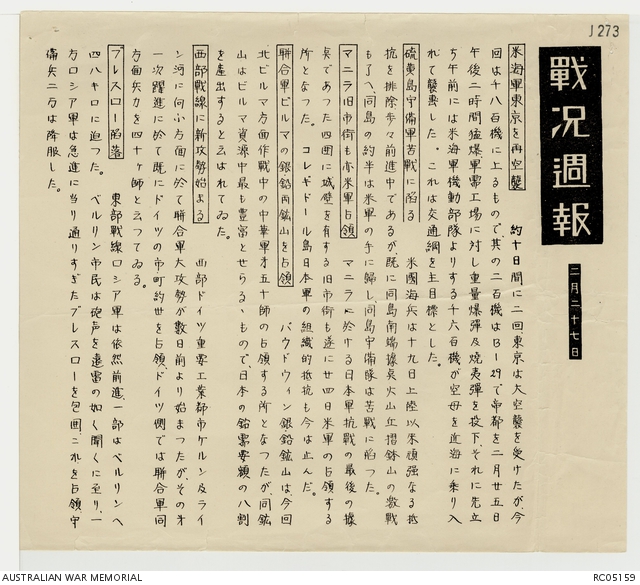 J273
戰況週報
二月二十七日
米海軍東京を再空襲　約十日間に二回東京は大空襲を受けたが、今
回は千八百機に上るもので、其の二百機はB-29で帝都を二月廿五日
午後二時間猛爆軍需工場に対し重量爆弾及焼夷弾を投下、それに先立
ち午前には米海軍機動部隊よりする千六百機が空母を近海に乗り入
れて襲撃した。これは交通網を主目標とした。
硫黄島守備軍苦戦に陥る　米國海兵は十九日上陸以来頑強なる抵
抗を排除歩々前進中であるが、既に同島南端據奌火山丘摺鉢山の激戦
も了へ、同島の約半は米軍の手に帰し同島守備隊は苦戦に陥つた。
マニラ旧市街も亦米軍占領　マニラに於ける日本軍抗戦の最後の據
奌であつた四囲に城壁を有する旧市街も遂に廿四日米軍の占領する
所となつた。コレギドール島日本軍の組織的抵抗も今は止んだ。
聯合軍ビルマの銀鉛両鉱山を占領　バウドウィン銀鉛鉱山は、今回
北ビルマ方面作戦中の中華軍才五十師の占領する所となつたが、同鉱
山はビルマ資源中最も豊富とせらるゝもので、日本の鉛需要額の八割
を産出すると云はれてゐた。
西部戰線に新攻勢始まる　西部ドイツ重要工業都市ケルン及ライ
ン河に向ふ方面に於て聯合軍大攻勢が数日前より始まつたが、その才
一次躍進に於て既にドイツの市町約廿を占領、ドイツ側では聯合軍同
方面兵力を四十ヶ師と云つてゐる。
ブレスロー陥落　東部戰線ロシア軍は依然前進、一部はベルリンへ
四八キロに迫つた。ベルリン市民は砲声を遠雷の如く聞くに至り、一
方ロシア軍は急進に当り通りすぎたブレスローを包囲、これを占領守
備兵二万は降服した。
AUSTRALIAN WAR MEMORIAL
RC05159